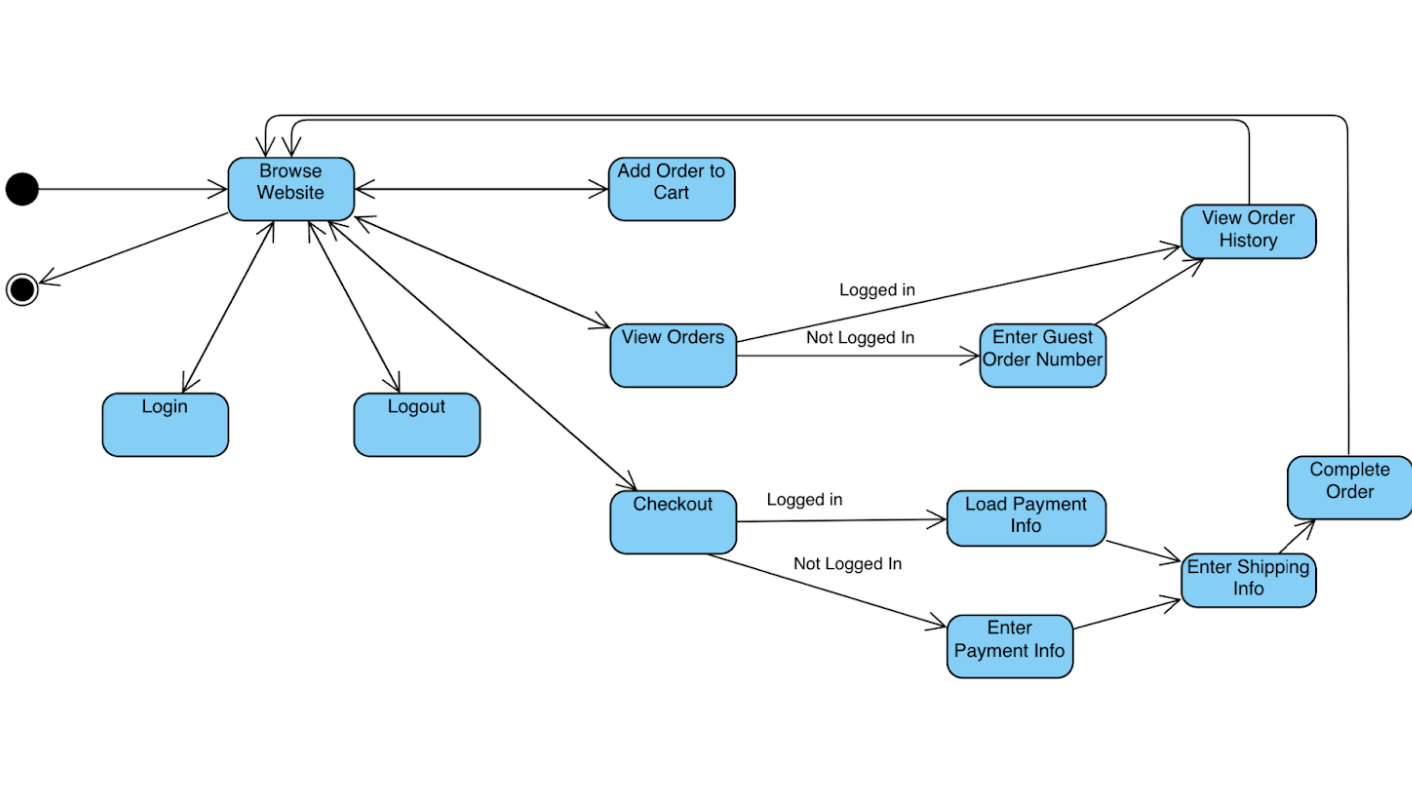 Browse
Website
Add Order to
Cart
View Order
History
Logged in
Not Logged In
View Orders
Enter Guest
Order Number
Login
Logout
Complete
Order
Checkout
Logged in
Load Payment
Info
Not Logged In
Enter Shipping
Info
Enter
Payment Info